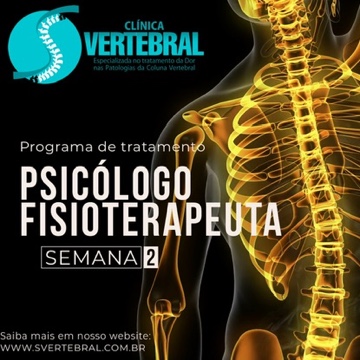 CLÍNICA
VERTEBRAL
Especializada no tratamento da Dor
nas Patologias da Coluna Vertebral
Programa de tratamento
PSICÓLOGO
FISIOTERAPEUTA
SEMANA 2
Saiba mais em nosso website:
WWW.SVERTEBRAL.COM.BR